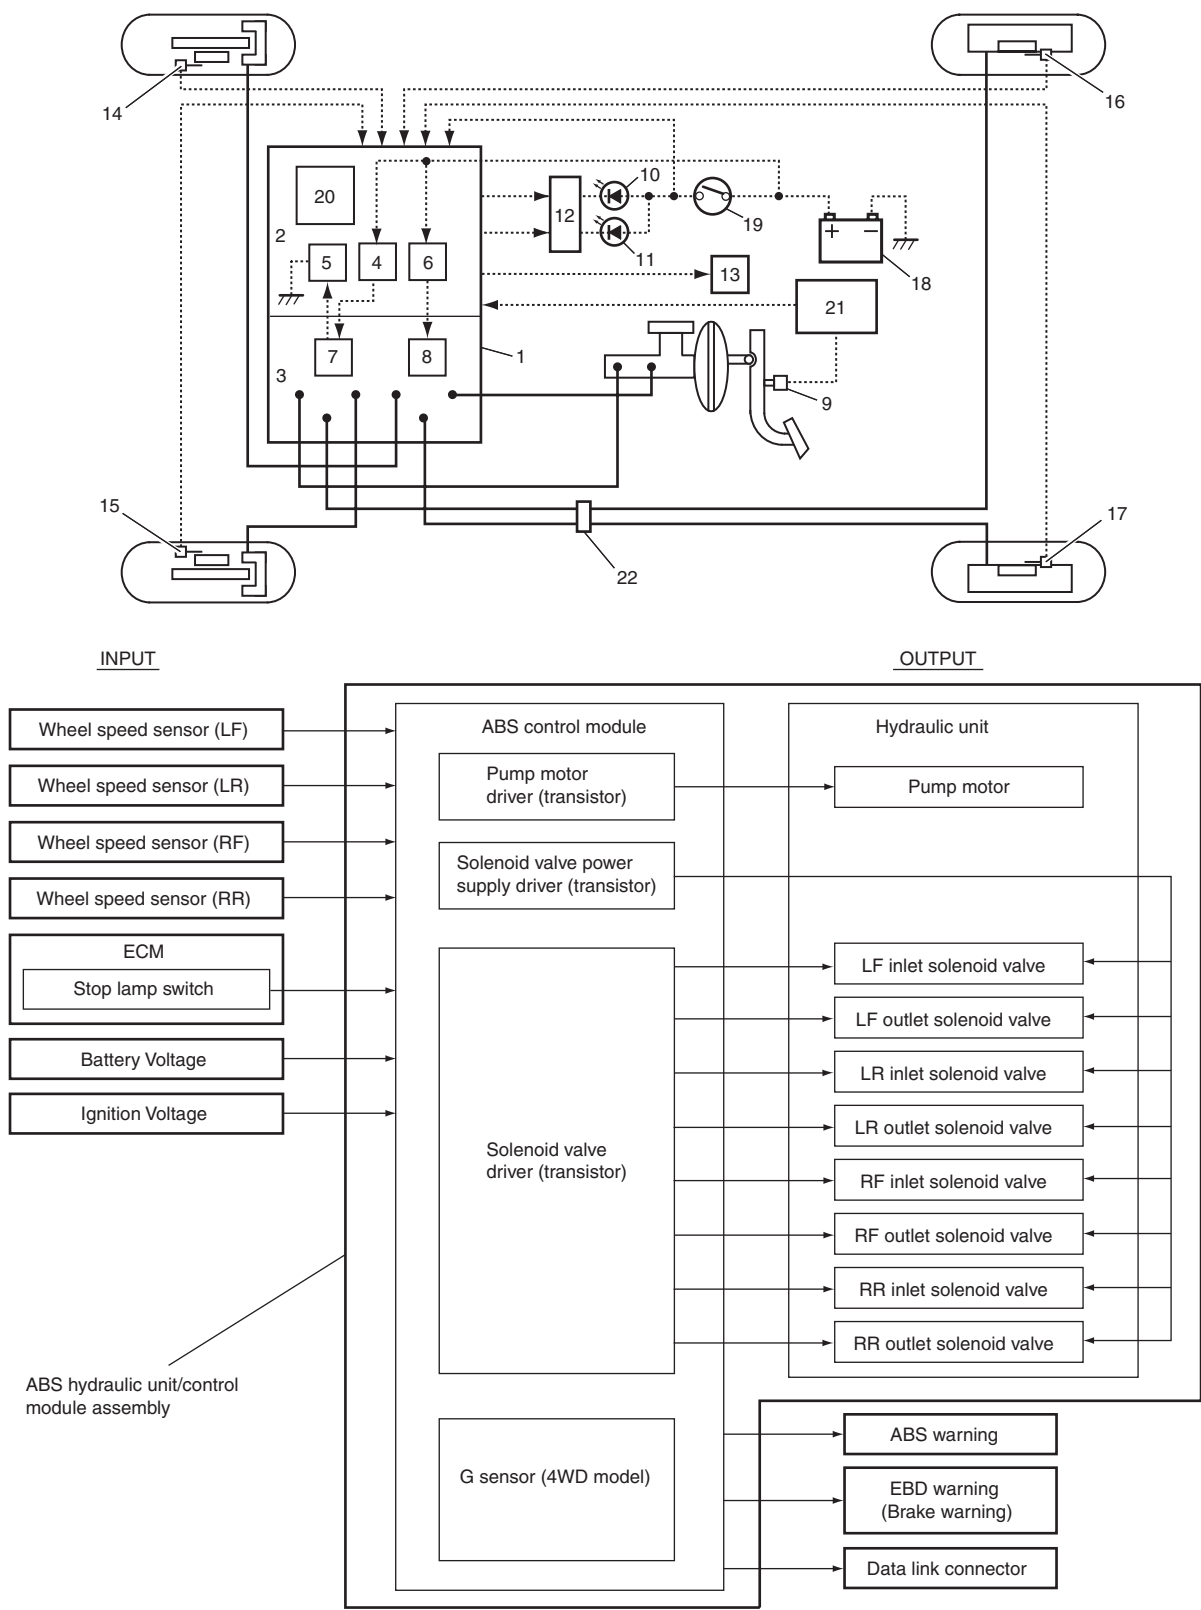 14
16
20
2
5
4
6
12
10
11
19
+ −
18
13
21
7
8
1
3
9
15
17
22
INPUT
OUTPUT
Wheel speed sensor (LF)
Wheel speed sensor (LR)
Wheel speed sensor (RF)
Wheel speed sensor (RR)
ECM
Stop lamp switch
Battery Voltage
Ignition Voltage
ABS hydraulic unit/control
module assembly
ABS control module
Pump motor
driver (transistor)
Solenoid valve power
supply driver (transistor)
Solenoid valve
driver (transistor)
G sensor (4WD model)
Hydraulic unit
Pump motor
LF inlet solenoid valve
LF outlet solenoid valve
LR inlet solenoid valve
LR outlet solenoid valve
RF inlet solenoid valve
RF outlet solenoid valve
RR inlet solenoid valve
RR outlet solenoid valve
ABS warning
EBD warning
(Brake warning)
Data link connector